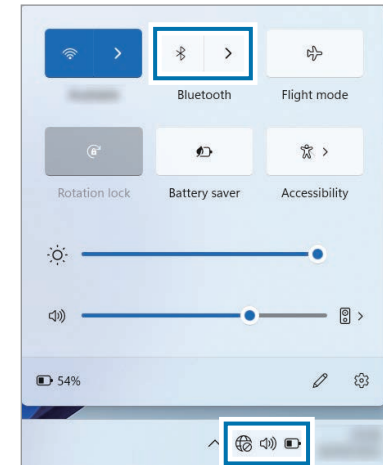 Bluetooth
Flight mode
Rotation lock
Battery saver
Accessibility
54%